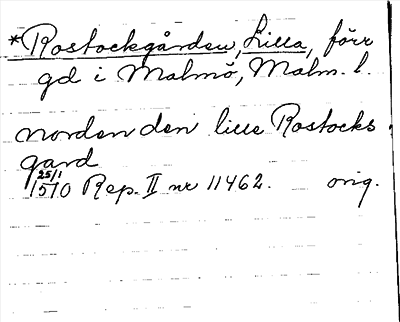 *Rostockgården, Lilla, förr
gd i Malmö, Malm. l.
norden den lille Rostocks
gard
25/1 1510 Rep. II nr 11462. orig.